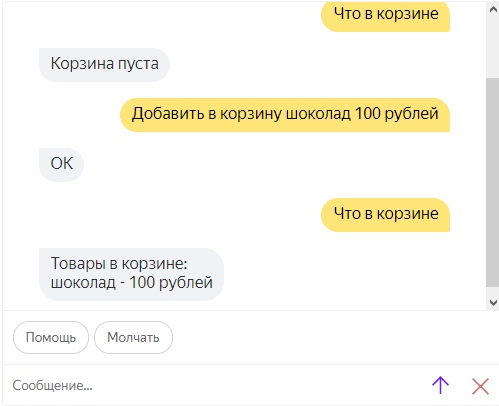 Что в корзине
Корзина пуста
Добавить в корзину шоколад 100 рублей
ОК
Что в корзине
Товары в корзине:
шоколад - 100 рублей
Помощь
Молчать
Сообщение...